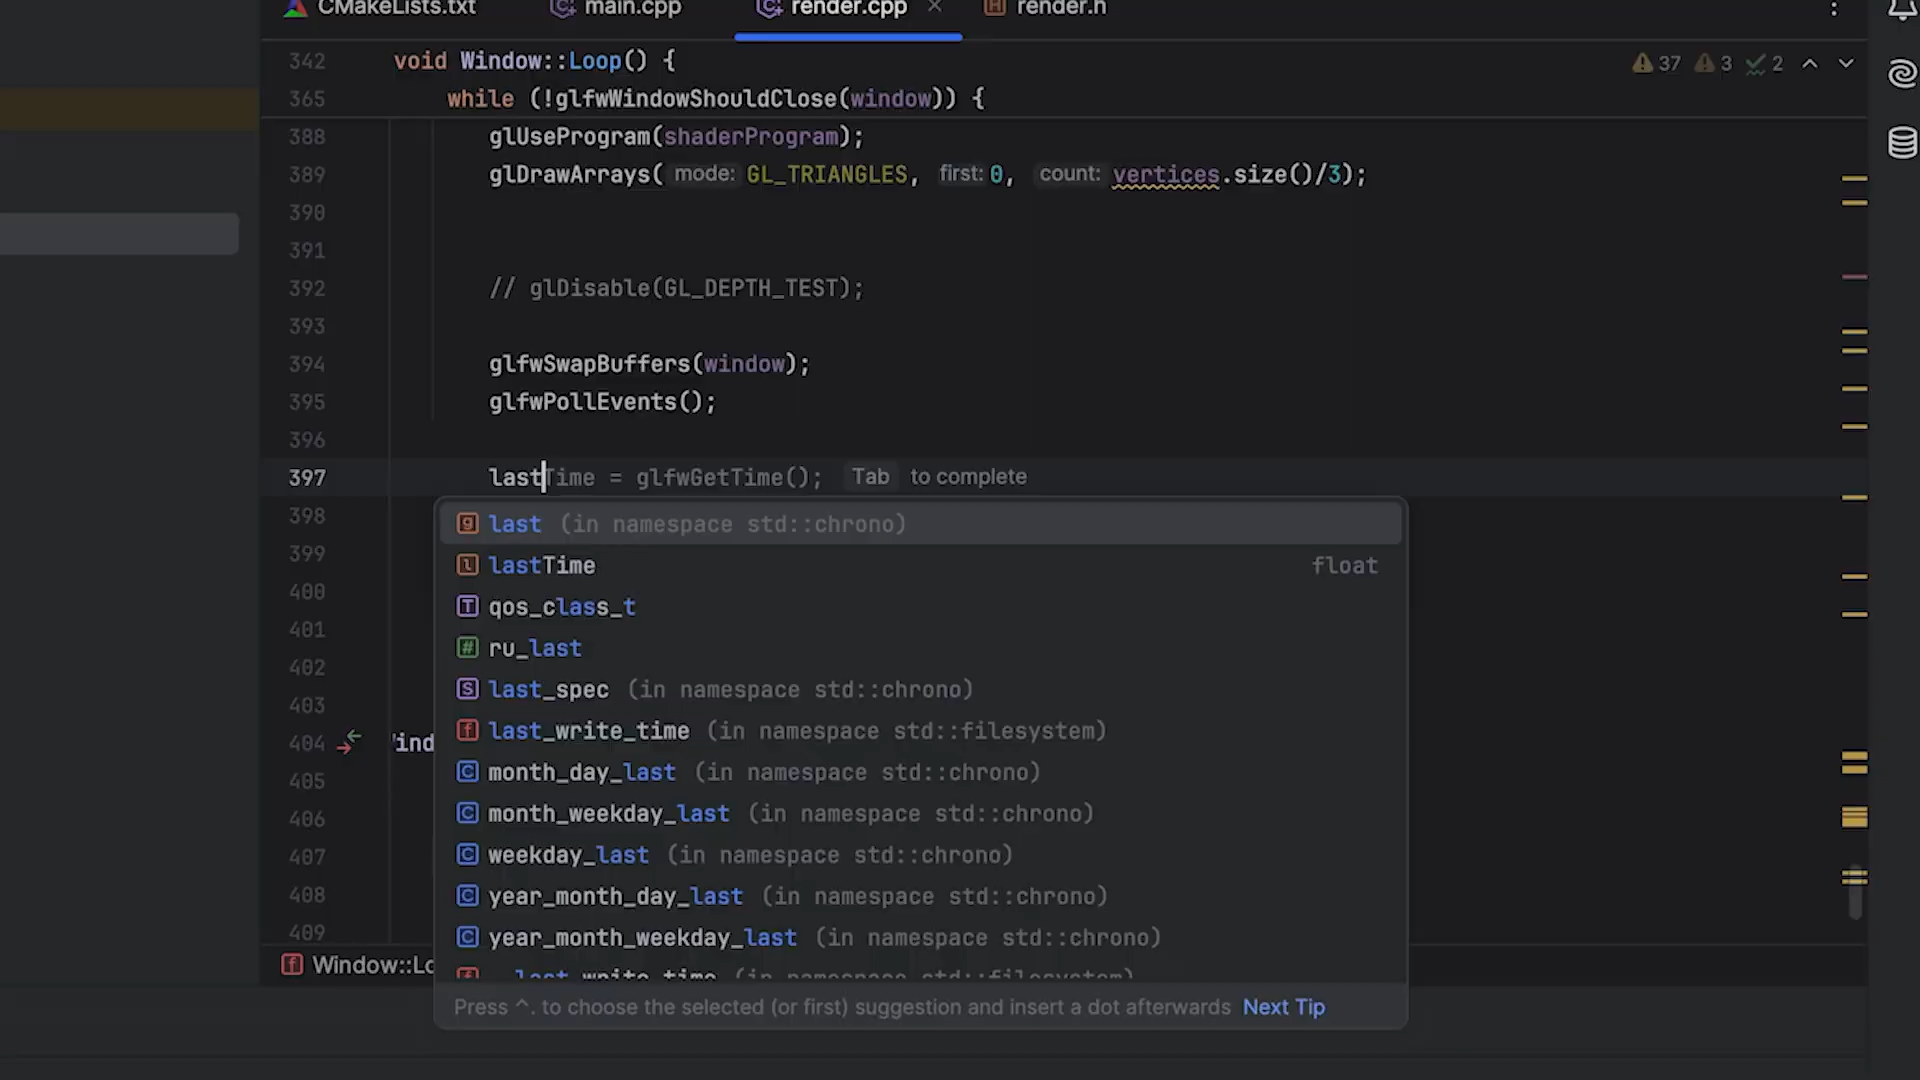 CMakeLists.txt main.cpp render.cpp render.h
342 void Window::Loop() { 37 3 2
365 while (!glfwWindowShouldClose(window)) {
388 glUseProgram(shaderProgram);
389 glDrawArrays( mode: GL_TRIANGLES, first: 0, count: vertices.size()/3);
390
391
392 // glDisable(GL_DEPTH_TEST);
393
394 glfwSwapBuffers(window);
395 glfwPollEvents();
396
397 lastTime = glfwGetTime(); Tab to complete
398 last (in namespace std::chrono)
399 lastTime float
400 qos_class_t
401 ru_last
402 last_spec (in namespace std::chrono)
403 last_write_time (in namespace std::filesystem)
404 month_day_last (in namespace std::chrono)
405 month_weekday_last (in namespace std::chrono)
406 weekday_last (in namespace std::chrono)
407 year_month_day_last (in namespace std::chrono)
408 year_month_weekday_last (in namespace std::chrono)
409
Window::Lo
Press ^. to choose the selected (or first) suggestion and insert a dot afterwards Next Tip